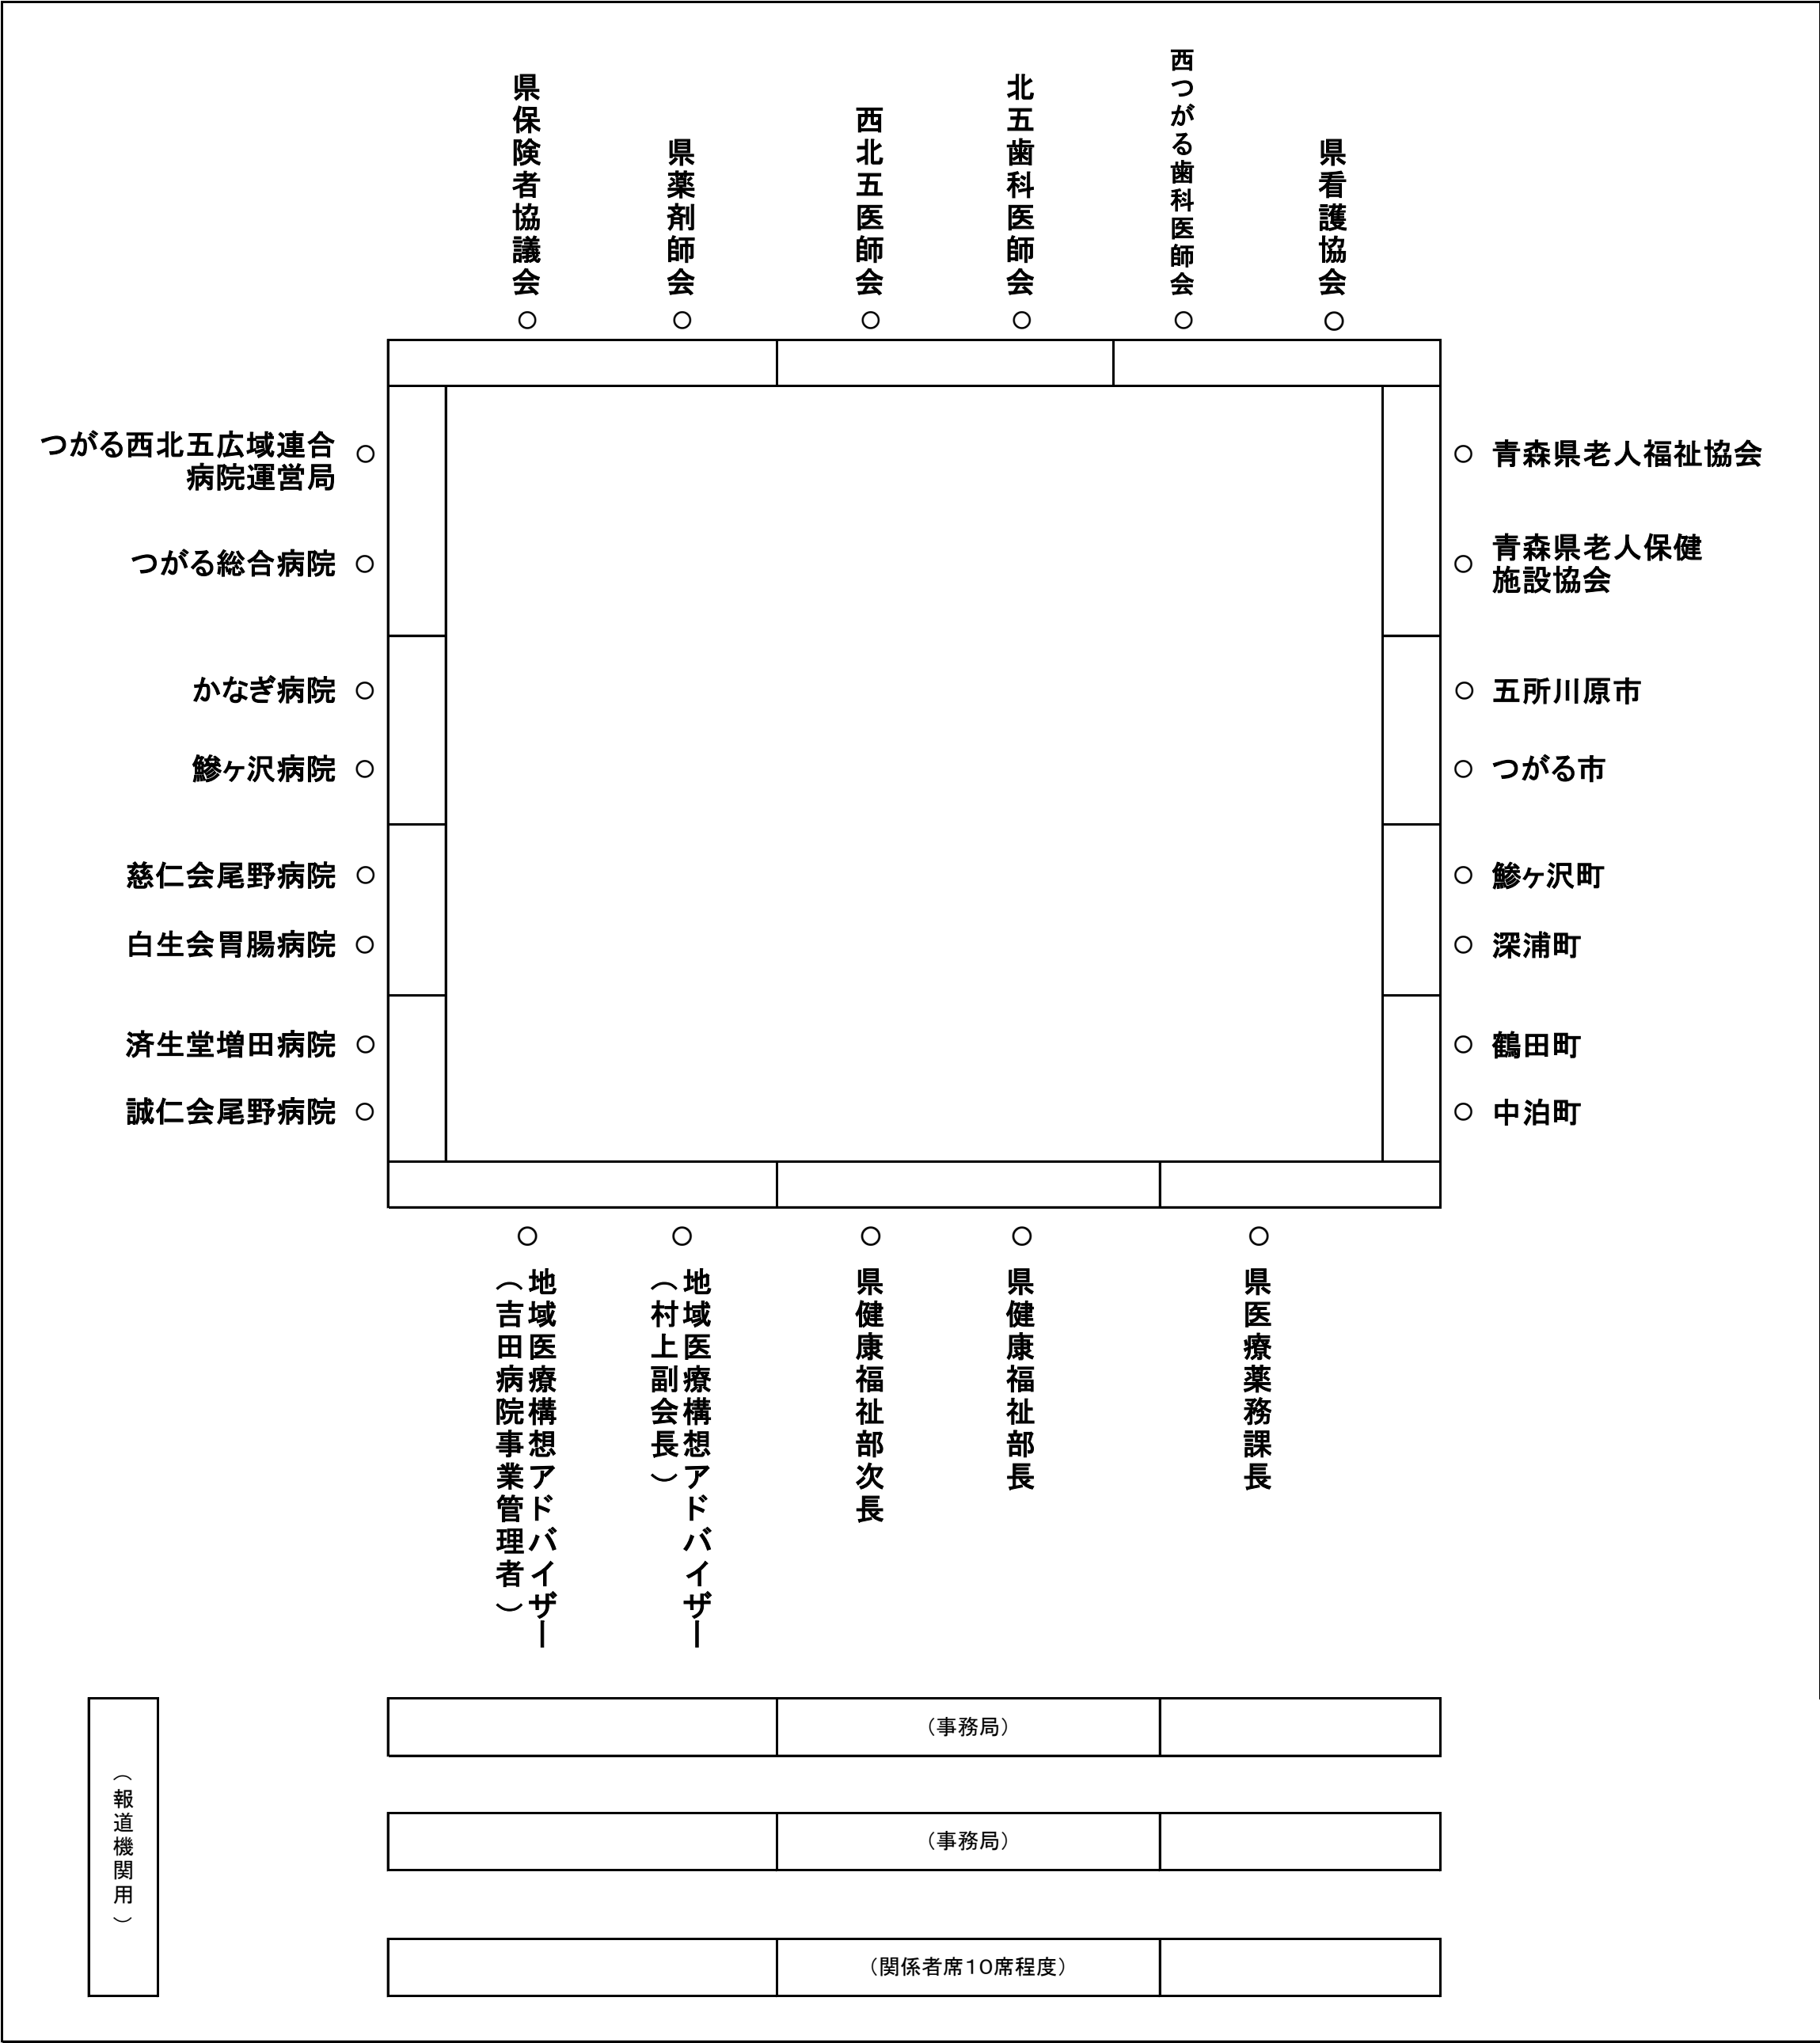 県保険者協議会
県薬剤師会
西北五医師会
北五歯科医師会
西つがる歯科医師会
県看護協会
つがる西北五広域連合
病院運営局
つがる総合病院
かなぎ病院
鰺ヶ沢病院
慈仁会尾野病院
白生会胃腸病院
済生堂増田病院
誠仁会尾野病院
青森県老人福祉協会
青森県老人保健
施設協会
五所川原市
つがる市
鰺ヶ沢町
深浦町
鶴田町
中泊町
地域医療構想アドバイザー
（吉田病院事業管理者）
地域医療構想アドバイザー
（村上副会長）
県健康福祉部次長
県健康福祉部長
県医療薬務課長
（報道機関用）
（事務局）
（事務局）
（関係者席１０席程度）